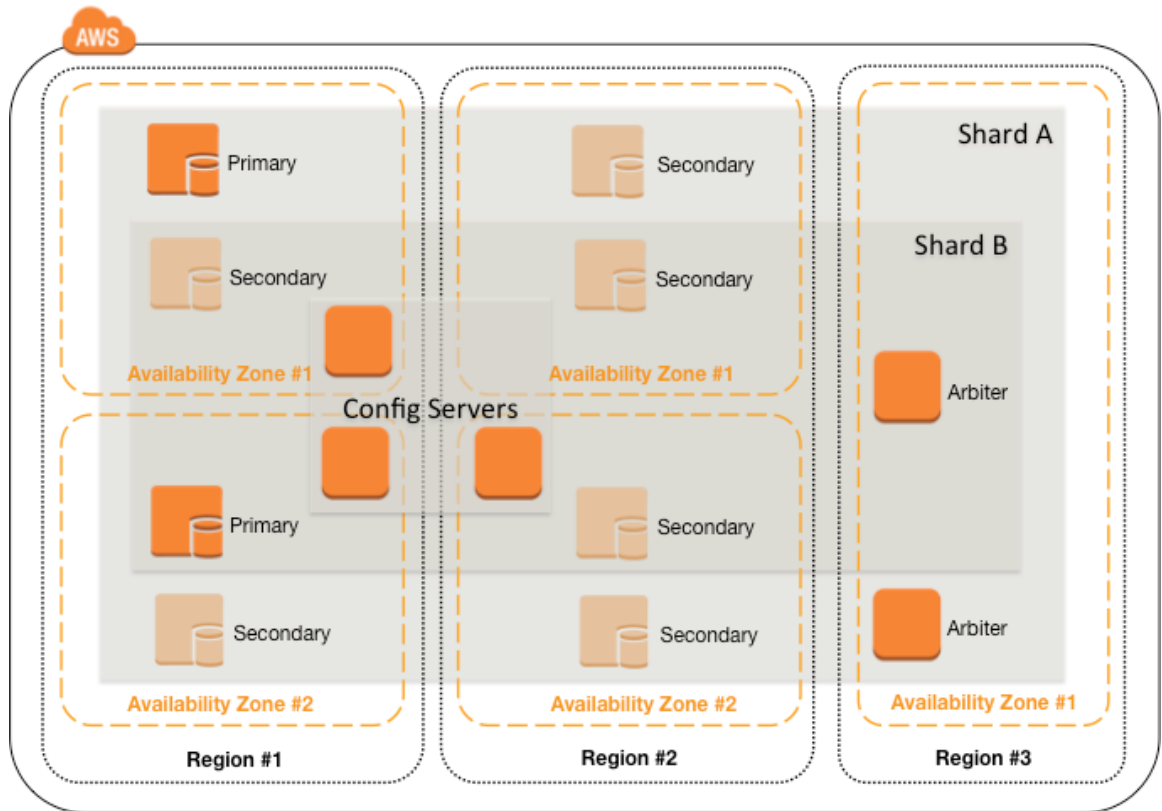 AWS
Shard A
Primary
Secondary
Shard B
Secondary
Secondary
Availability Zone #1
Availability Zone #1
Arbiter
Config Servers
Primary
Secondary
Secondary
Secondary
Arbiter
Availability Zone #2
Availability Zone #2
Availability Zone #1
Region #1
Region #2
Region #3